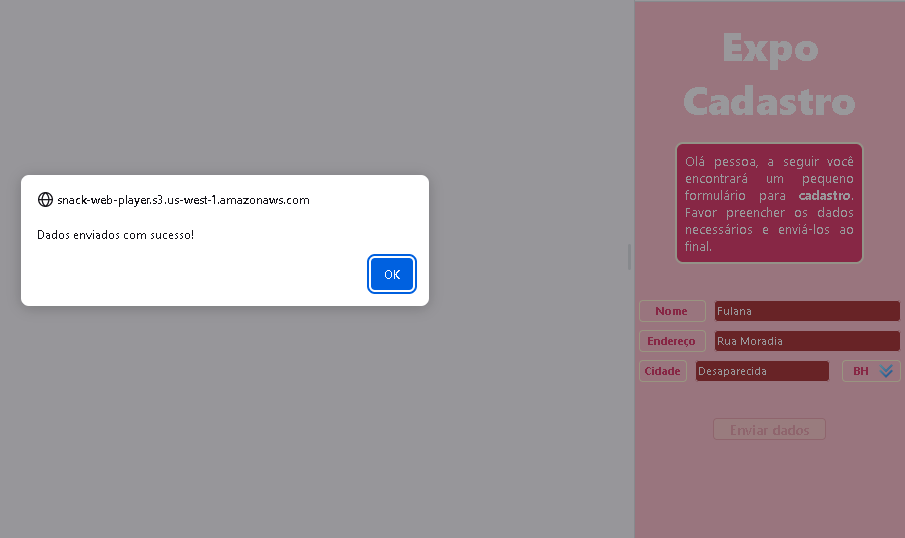 snack-web-player.s3.us-west-1.amazonaws.com
Dados enviados com sucesso!
OK
Expo
Cadastro
Olá pessoa, a seguir você
encontrará um pequeno
formulário para cadastro.
Favor preencher os dados
necessários e enviá-los ao
final.
Nome Fulana
Endereço Rua Moradia
Cidade Desaparecida BH
Enviar dados